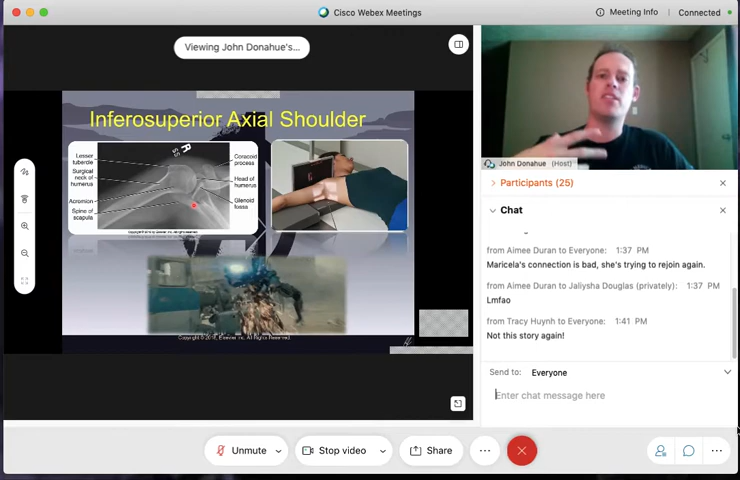 Cisco Webex Meetings
Meeting Info
Connected
Viewing John Donahue's...
Inferosuperior Axial Shoulder
R
Lesser
tubercle
Surgical
neck of
humerus
Acromion
Spine of
scapula
Coracoid
process
Head of
humerus
Glenoid
fossa
Copyright © 2018, Elsevier Inc. All Rights Reserved.
John Donahue (Host)
Participants (25)
Chat
from Aimee Duran to Everyone: 1:37 PM
Maricela's connection is bad, she's trying to rejoin again.
from Aimee Duran to Jaliysha Douglas (privately): 1:37 PM
Lmfao
from Tracy Huynh to Everyone: 1:41 PM
Not this story again!
Send to: Everyone
Enter chat message here
Unmute
Stop video
Share